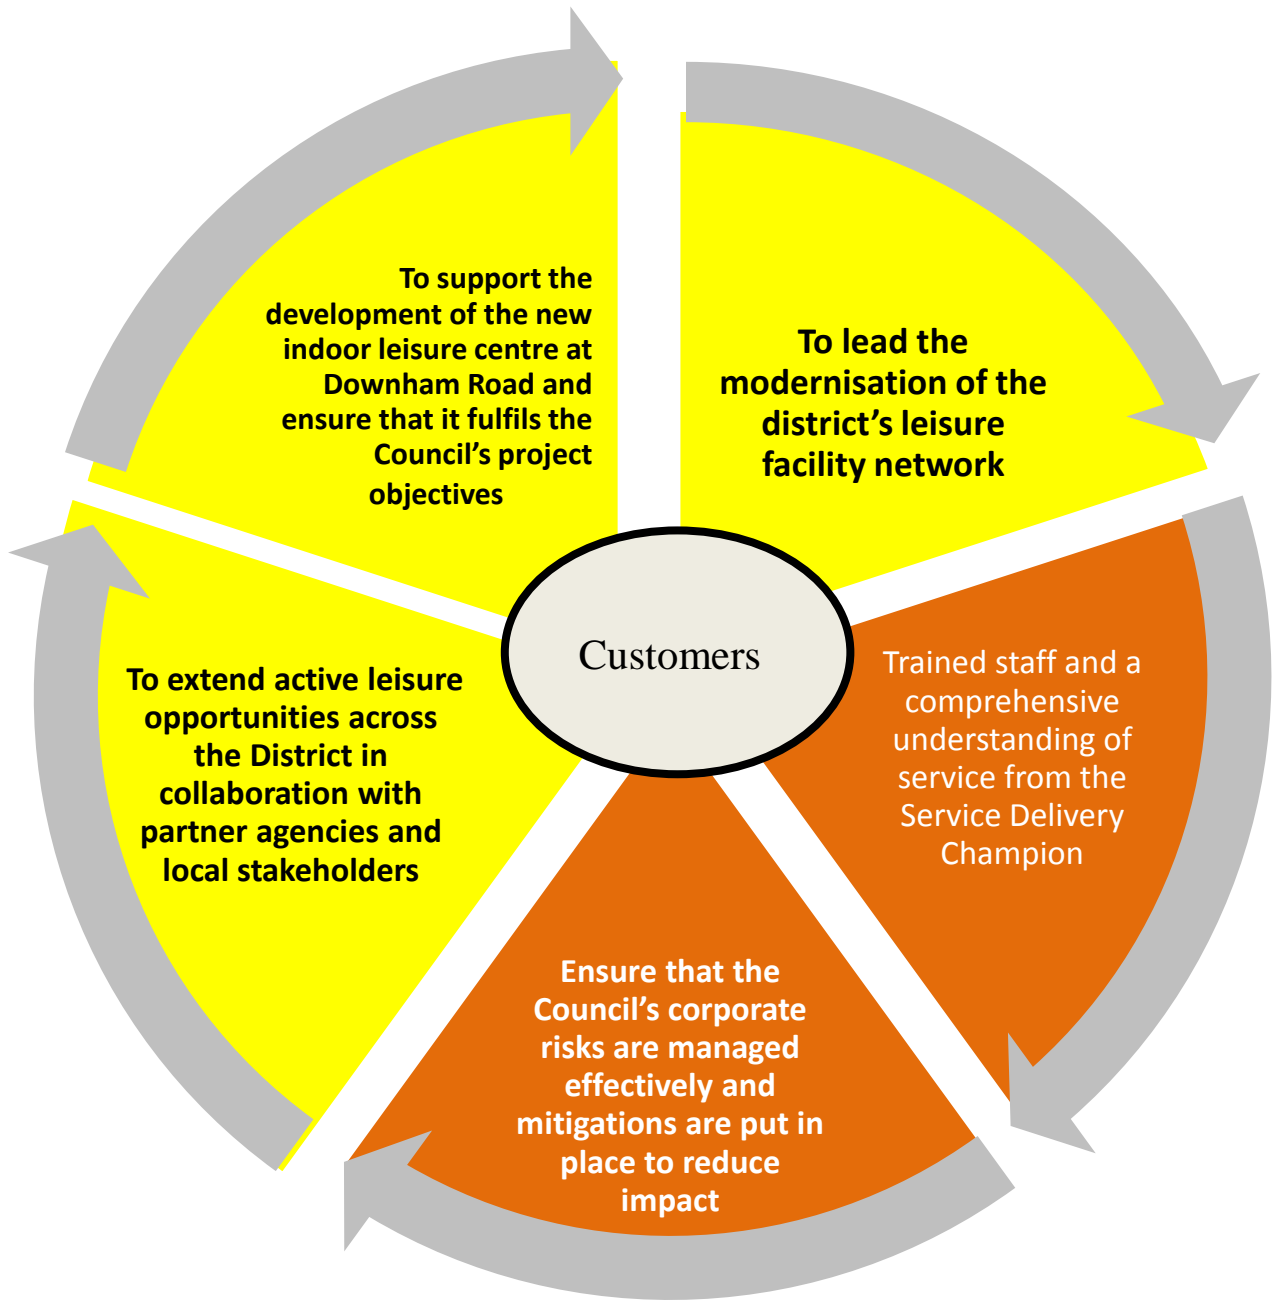 To support the
development of the new
indoor leisure centre at
Downham Road and
ensure that it fulfils the
Council’s project
objectives
To lead the
modernisation of the
district’s leisure
facility network
Customers
Trained staff and a
comprehensive
understanding of
service from the
Service Delivery
Champion
To extend active leisure
opportunities across
the District in
collaboration with
partner agencies and
local stakeholders
Ensure that the
Council’s corporate
risks are managed
effectively and
mitigations are put in
place to reduce
impact